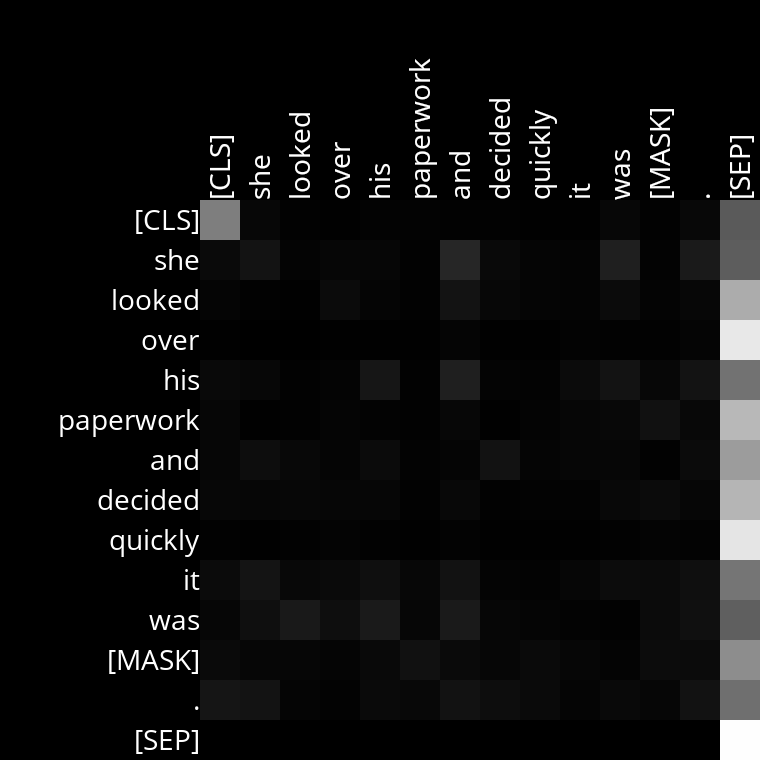 [CLS] she looked over his paperwork and decided quickly it was [MASK] . [SEP]
[CLS]
she
looked
over
his
paperwork
and
decided
quickly
it
was
[MASK]
.
[SEP]